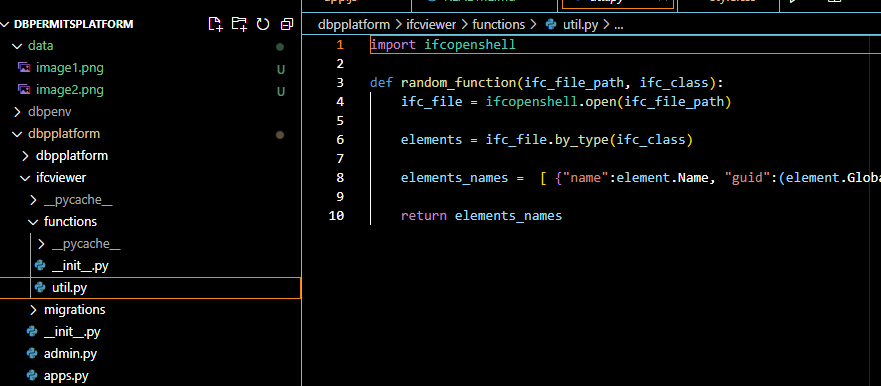 DBPERMITSPLATFORM
data
image1.png U
image2.png U
dbpenv
dbpplatform
dbpplatform
ifcviewer
__pycache__
functions
__pycache__
__init__.py
util.py
migrations
__init__.py
admin.py
apps.py
dbpplatform > ifcviewer > functions > util.py > ...
1 import ifcopenshell
2
3 def random_function(ifc_file_path, ifc_class):
4 ifc_file = ifcopenshell.open(ifc_file_path)
5
6 elements = ifc_file.by_type(ifc_class)
7
8 elements_names =  [ {"name":element.Name, "guid":(element.Globa
9
10 return elements_names